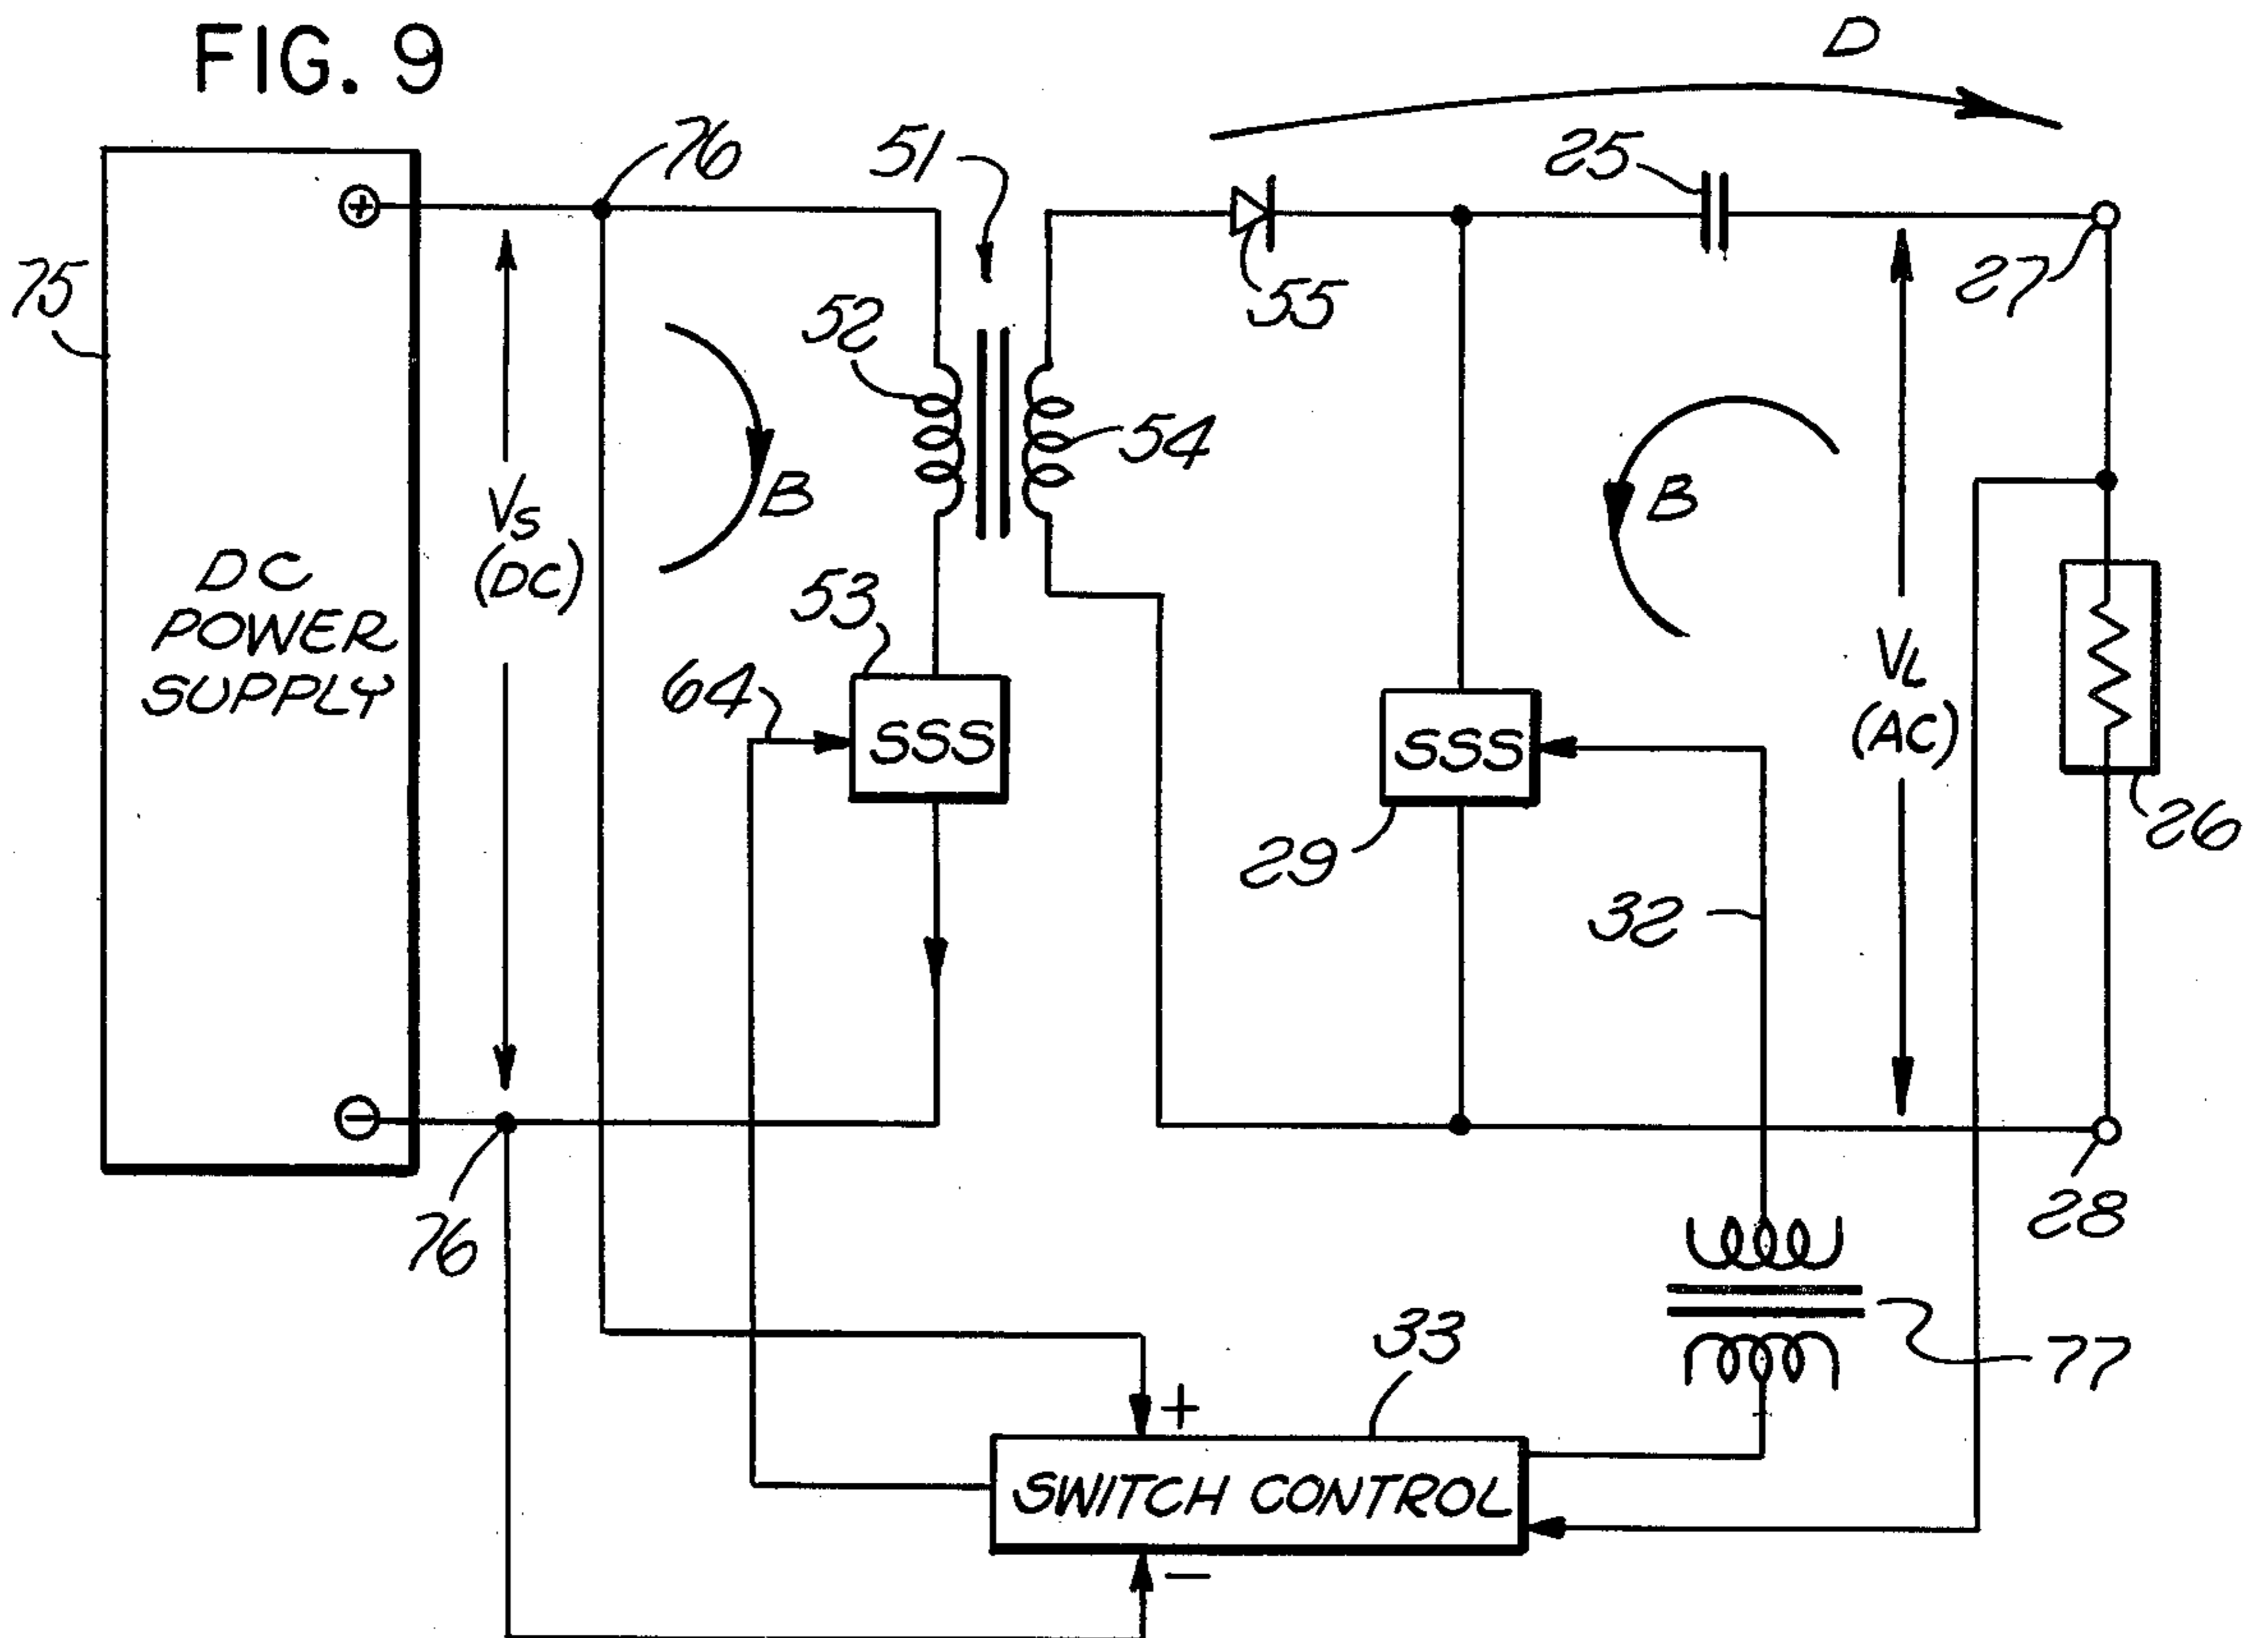 FIG. 9
D
76
51
25
75
52
55
27
54
B
B
Vs
(DC)
DC
POWER
SUPPLY
53
64
SSS
SSS
VL
(AC)
26
29
32
76
28
33
77
+
SWITCH CONTROL
−